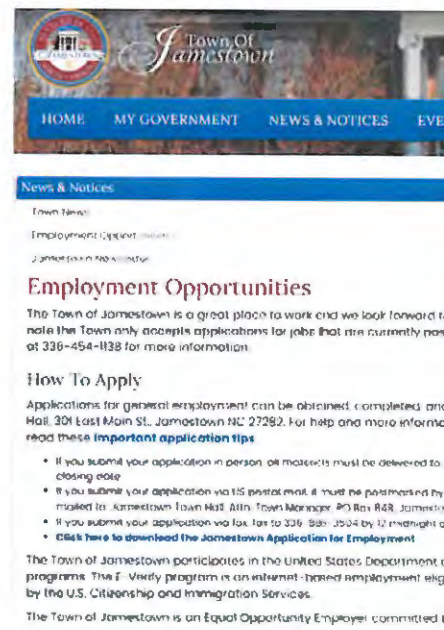 Town Of
Jamestown
JAMESTOWN
HOME MY GOVERNMENT NEWS & NOTICES EVE
News & Notices
Town News
Employment
Employment Opportunities
The Town of Jamestown is a great place to work and we look forward
note the Town only accepts applications for jobs that are currently pos
at 336-454-1138 for more information.
How To Apply
Applications for general employment can be obtained, completed, and
Hall, 301 East Main St., Jamestown NC 27282. For help and more informa
read these important application tips
• If you submit your application in person, all materials must be delivered to
closing date
• If you submit your application via US postal mail, it must be postmarked by
mailed to: Jamestown Town Hall, Attn: Town Manager, PO Box 848, Jamesto
• If you submit your application via fax, fax to 336- -3504 by 12 midnight
• Click here to download the Jamestown Application for Employment
The Town of Jamestown participates in the United States Department
programs. The E-Verify program is an internet-based employment elig
by the U.S. Citizenship and Immigration Services.
The Town of Jamestown is an Equal Opportunity Employer committed